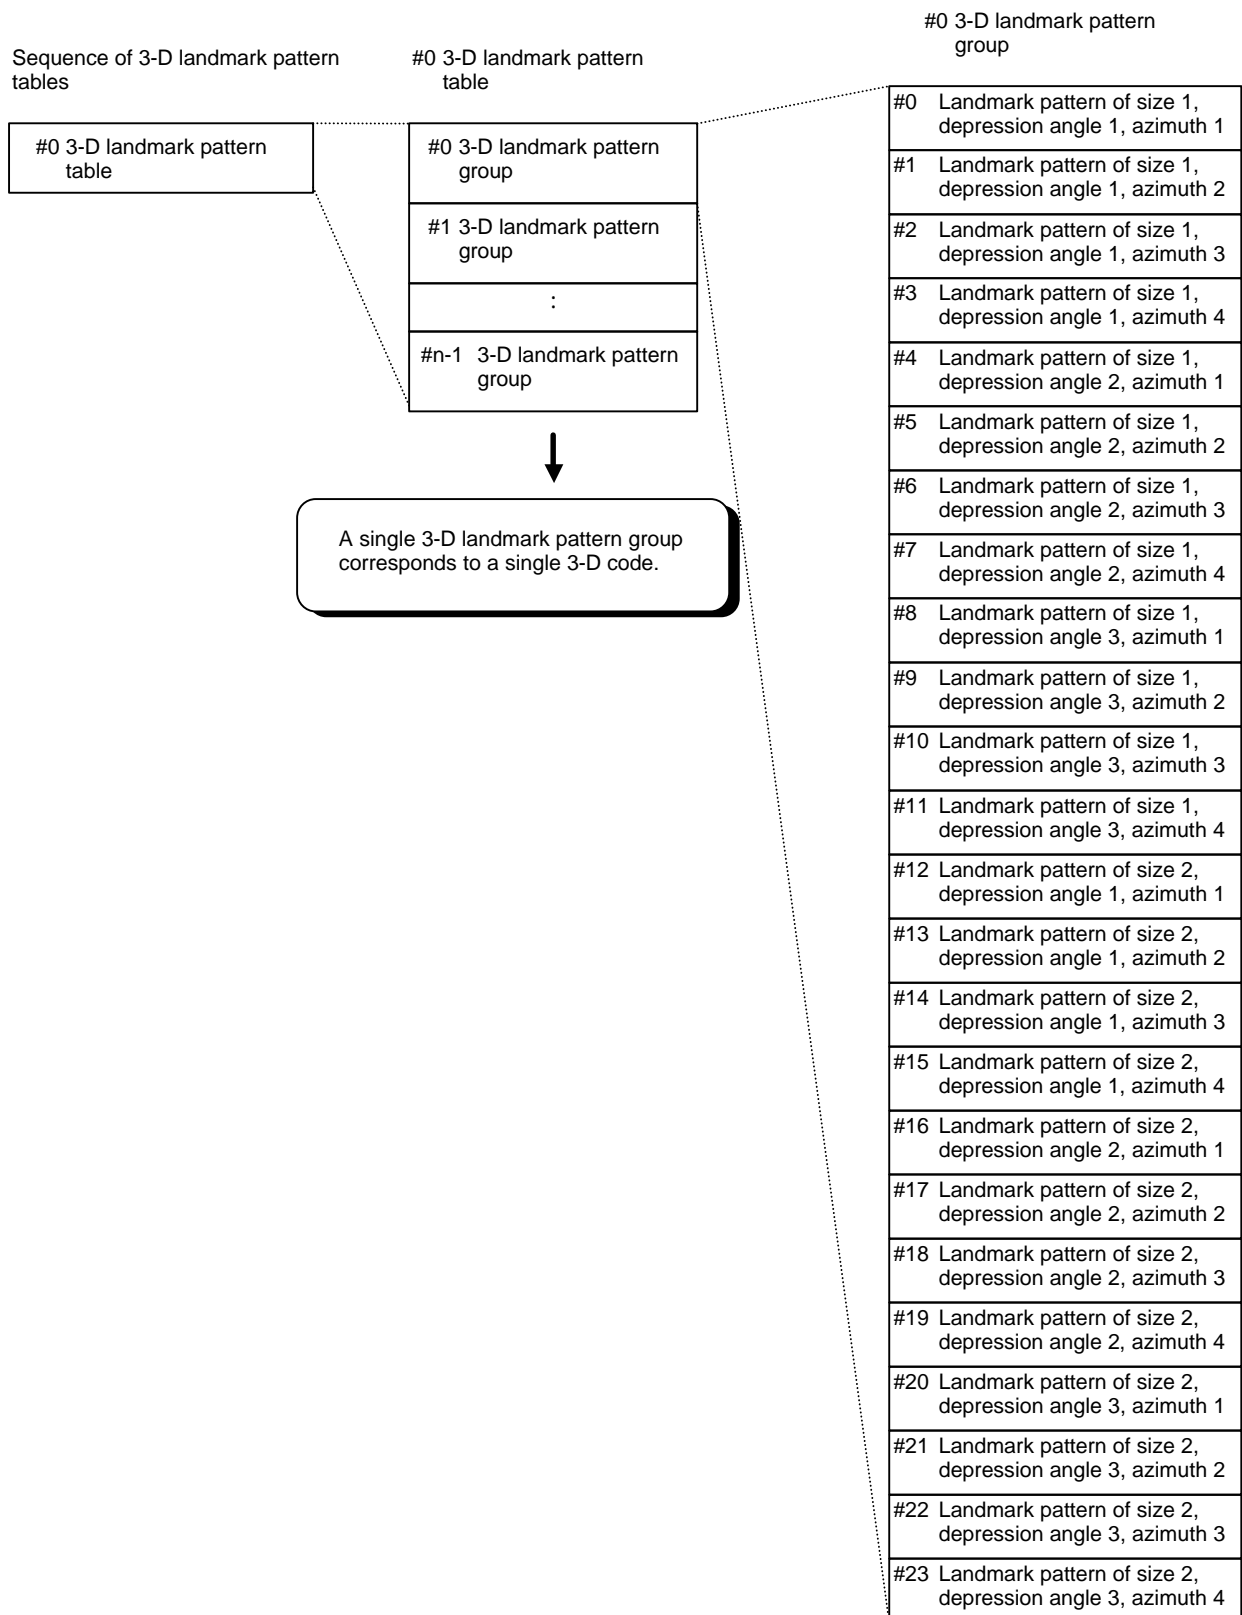 Sequence of 3-D landmark pattern
tables
#0 3-D landmark pattern
table
#0 3-D landmark pattern
table
#0 3-D landmark pattern
group
#1 3-D landmark pattern
group
:
#n-1 3-D landmark pattern
group
A single 3-D landmark pattern group
corresponds to a single 3-D code.
#0 3-D landmark pattern
group
#0 Landmark pattern of size 1,
depression angle 1, azimuth 1
#1 Landmark pattern of size 1,
depression angle 1, azimuth 2
#2 Landmark pattern of size 1,
depression angle 1, azimuth 3
#3 Landmark pattern of size 1,
depression angle 1, azimuth 4
#4 Landmark pattern of size 1,
depression angle 2, azimuth 1
#5 Landmark pattern of size 1,
depression angle 2, azimuth 2
#6 Landmark pattern of size 1,
depression angle 2, azimuth 3
#7 Landmark pattern of size 1,
depression angle 2, azimuth 4
#8 Landmark pattern of size 1,
depression angle 3, azimuth 1
#9 Landmark pattern of size 1,
depression angle 3, azimuth 2
#10 Landmark pattern of size 1,
depression angle 3, azimuth 3
#11 Landmark pattern of size 1,
depression angle 3, azimuth 4
#12 Landmark pattern of size 2,
depression angle 1, azimuth 1
#13 Landmark pattern of size 2,
depression angle 1, azimuth 2
#14 Landmark pattern of size 2,
depression angle 1, azimuth 3
#15 Landmark pattern of size 2,
depression angle 1, azimuth 4
#16 Landmark pattern of size 2,
depression angle 2, azimuth 1
#17 Landmark pattern of size 2,
depression angle 2, azimuth 2
#18 Landmark pattern of size 2,
depression angle 2, azimuth 3
#19 Landmark pattern of size 2,
depression angle 2, azimuth 4
#20 Landmark pattern of size 2,
depression angle 3, azimuth 1
#21 Landmark pattern of size 2,
depression angle 3, azimuth 2
#22 Landmark pattern of size 2,
depression angle 3, azimuth 3
#23 Landmark pattern of size 2,
depression angle 3, azimuth 4